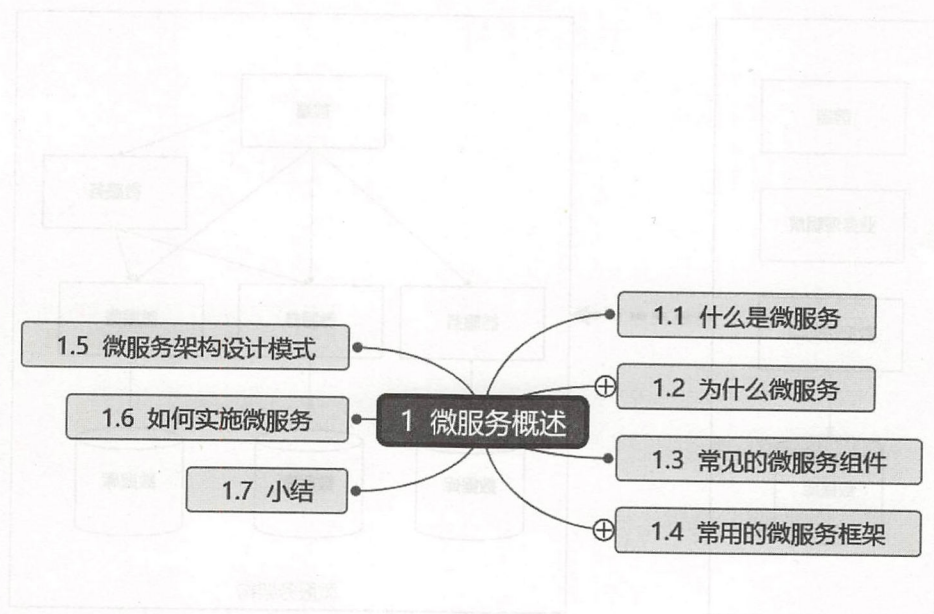 1 微服务概述
1.1 什么是微服务
1.2 为什么微服务
1.3 常见的微服务组件
1.4 常用的微服务框架
1.5 微服务架构设计模式
1.6 如何实施微服务
1.7 小结